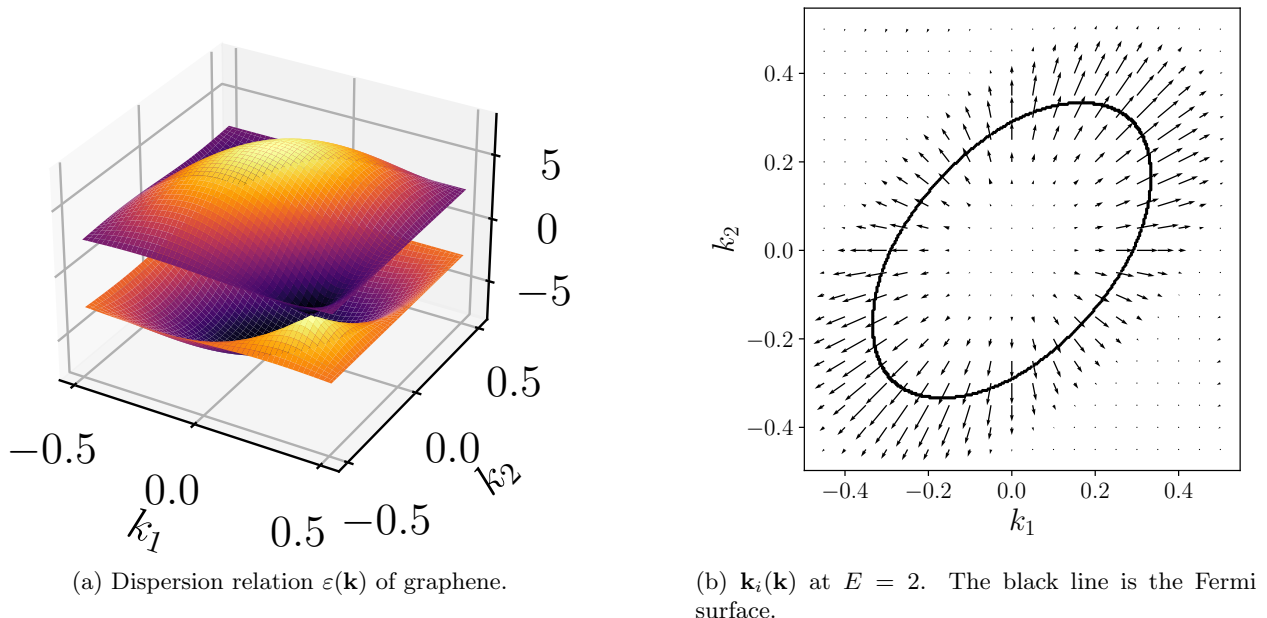 5
0
−5
−0.5
0.0
0.5
k₁
−0.5
0.0
0.5
k₂
(a) Dispersion relation ε(𝐤) of graphene.
0.4
0.2
0.0
−0.2
−0.4
k₂
−0.4 −0.2 0.0 0.2 0.4
k₁
(b) 𝐤ᵢ(𝐤) at E = 2. The black line is the Fermi
surface.